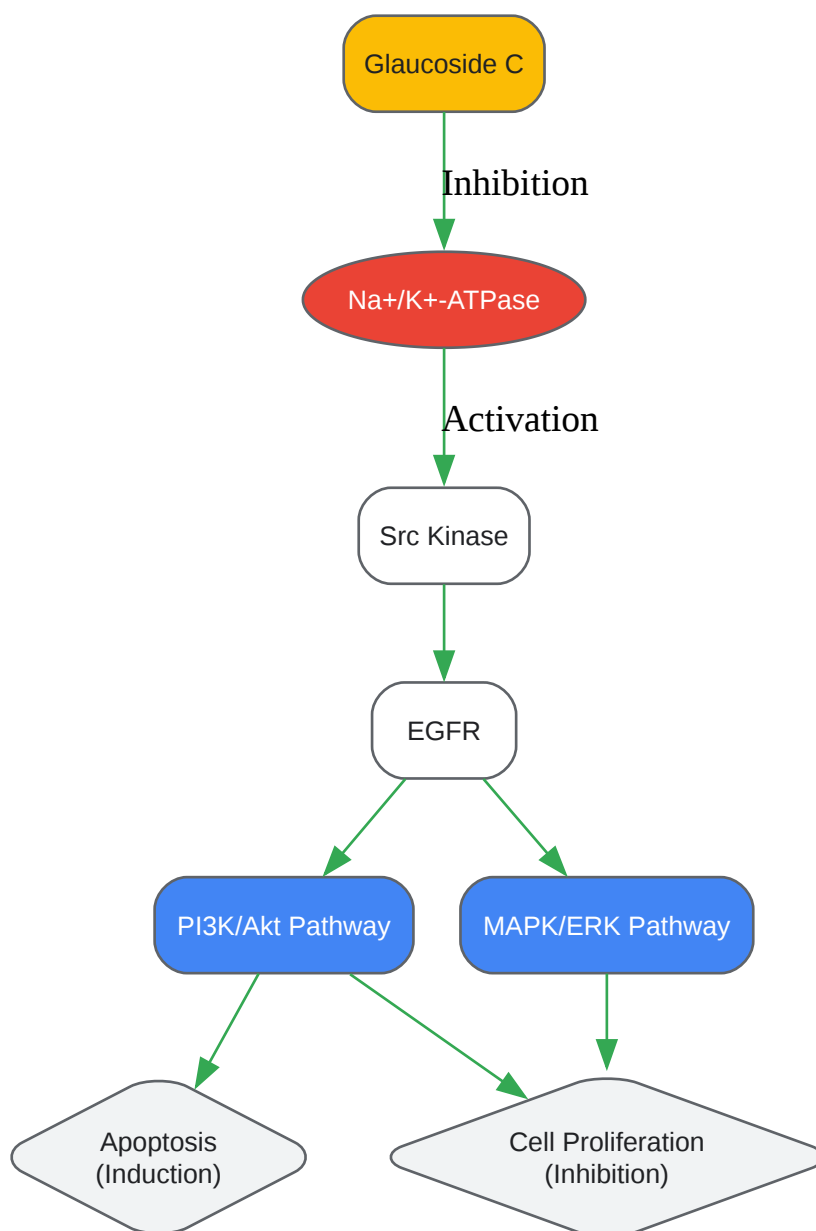 Glaucoside C
Inhibition
Na+/K+-ATPase
Activation
Src Kinase
EGFR
PI3K/Akt Pathway
MAPK/ERK Pathway
Apoptosis
(Induction)
Cell Proliferation
(Inhibition)